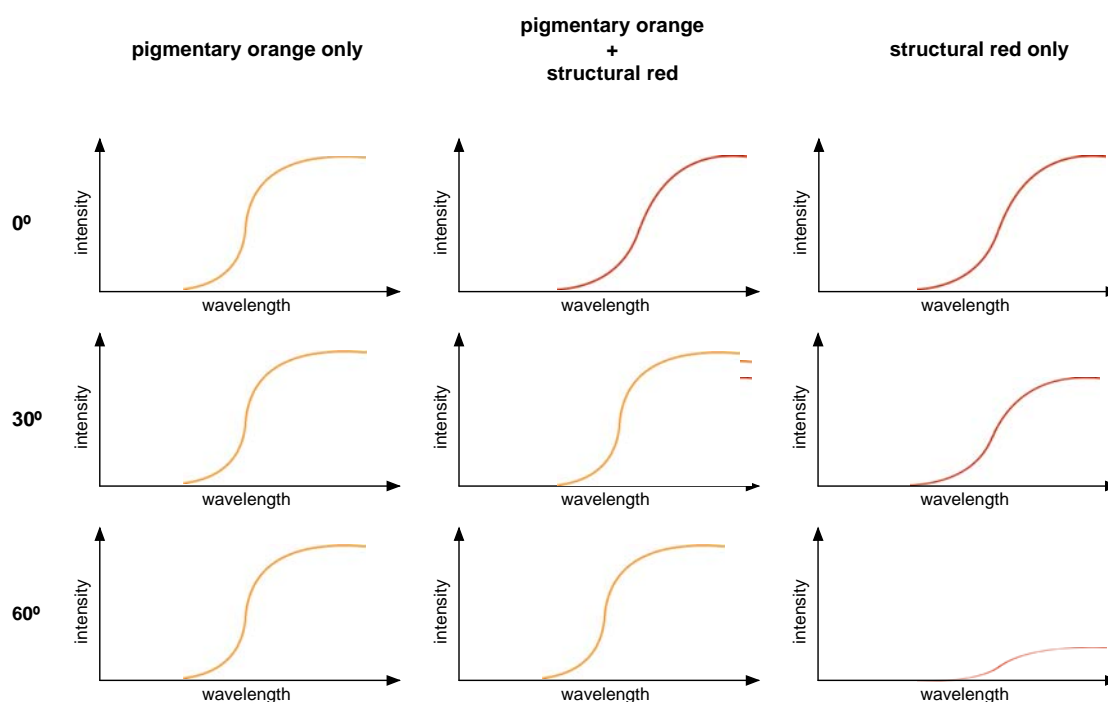 pigmentary orange only
pigmentary orange
+
structural red
structural red only
0º
intensity
wavelength
intensity
wavelength
intensity
wavelength
30º
intensity
wavelength
intensity
wavelength
intensity
wavelength
60º
intensity
wavelength
intensity
wavelength
intensity
wavelength